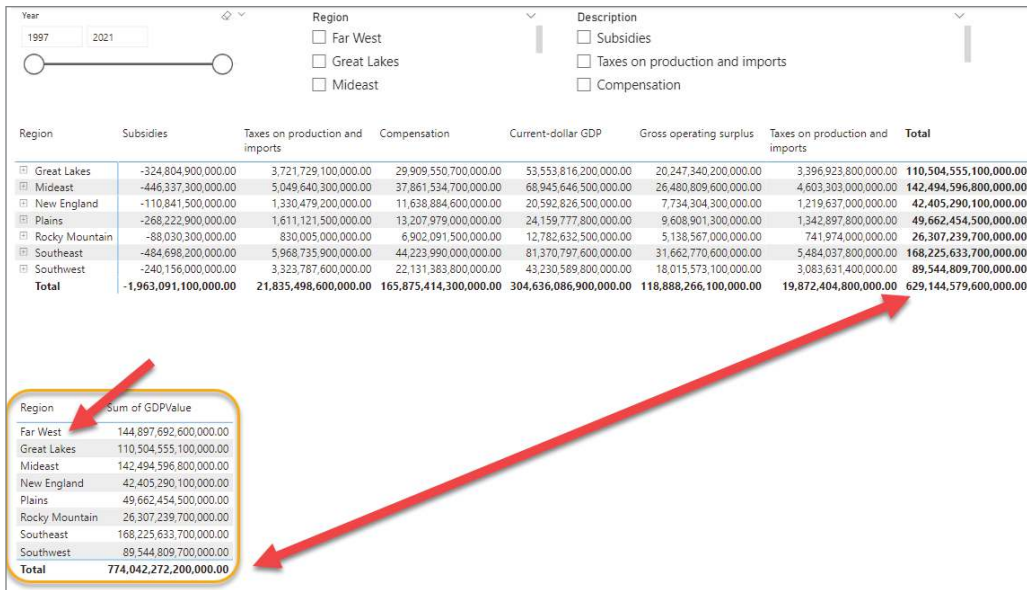 Year Region Description
1997 2021 Far West Subsidies
Great Lakes Taxes on production and imports
Mideast Compensation
Region Subsidies Taxes on production and imports Compensation Current-dollar GDP Gross operating surplus Taxes on production and imports Total
Great Lakes -324,804,900,000.00 3,721,729,100,000.00 29,909,550,700,000.00 53,553,816,200,000.00 20,247,340,200,000.00 3,396,923,800,000.00 110,504,555,100,000.00
Mideast -446,337,300,000.00 5,049,640,300,000.00 37,861,534,700,000.00 68,945,646,500,000.00 26,480,809,600,000.00 4,603,303,000,000.00 142,494,596,800,000.00
New England -110,841,500,000.00 1,330,479,200,000.00 11,638,884,600,000.00 20,592,826,500,000.00 7,734,304,300,000.00 1,219,637,000,000.00 42,405,290,100,000.00
Plains -268,222,900,000.00 1,611,121,500,000.00 13,207,979,000,000.00 24,159,777,800,000.00 9,608,901,300,000.00 1,342,897,800,000.00 49,662,454,500,000.00
Rocky Mountain -88,030,300,000.00 830,005,000,000.00 6,902,091,500,000.00 12,782,632,500,000.00 5,138,567,000,000.00 741,974,000,000.00 26,307,239,700,000.00
Southeast -484,698,200,000.00 5,968,735,900,000.00 44,223,990,000,000.00 81,370,797,600,000.00 31,662,770,600,000.00 5,484,037,800,000.00 168,225,633,700,000.00
Southwest -240,156,000,000.00 3,323,787,600,000.00 22,131,383,800,000.00 43,230,589,800,000.00 18,015,573,100,000.00 3,083,631,400,000.00 89,544,809,700,000.00
Total -1,963,091,100,000.00 21,835,498,600,000.00 165,875,414,300,000.00 304,636,086,900,000.00 118,888,266,100,000.00 19,872,404,800,000.00 629,144,579,600,000.00
Region Sum of GDPValue
Far West 144,897,692,600,000.00
Great Lakes 110,504,555,100,000.00
Mideast 142,494,596,800,000.00
New England 42,405,290,100,000.00
Plains 49,662,454,500,000.00
Rocky Mountain 26,307,239,700,000.00
Southeast 168,225,633,700,000.00
Southwest 89,544,809,700,000.00
Total 774,042,272,200,000.00